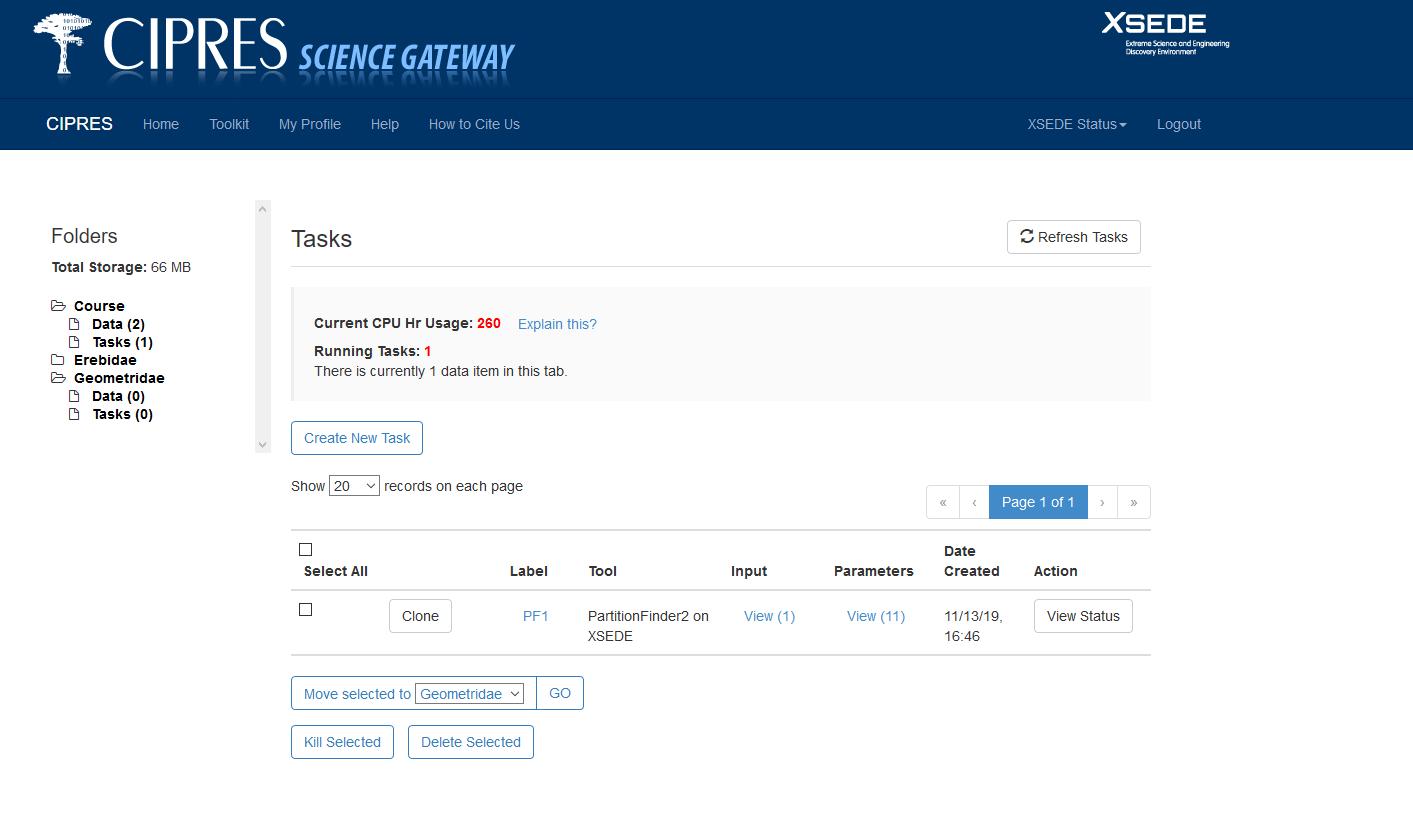 CIPRES SCIENCE GATEWAY
XSEDE
Extreme Science and Engineering
Discovery Environment
CIPRES Home Toolkit My Profile Help How to Cite Us XSEDE Status Logout
Folders
Total Storage: 66 MB
Course
Data (2)
Tasks (1)
Erebidae
Geometridae
Data (0)
Tasks (0)
Tasks
Refresh Tasks
Current CPU Hr Usage: 260 Explain this?
Running Tasks: 1
There is currently 1 data item in this tab.
Create New Task
Show 20 records on each page
« ‹ Page 1 of 1 › »
Select All Label Tool Input Parameters Date Created Action
Clone PF1 PartitionFinder2 on XSEDE View (1) View (11) 11/13/19, 16:46 View Status
Move selected to Geometridae GO
Kill Selected Delete Selected